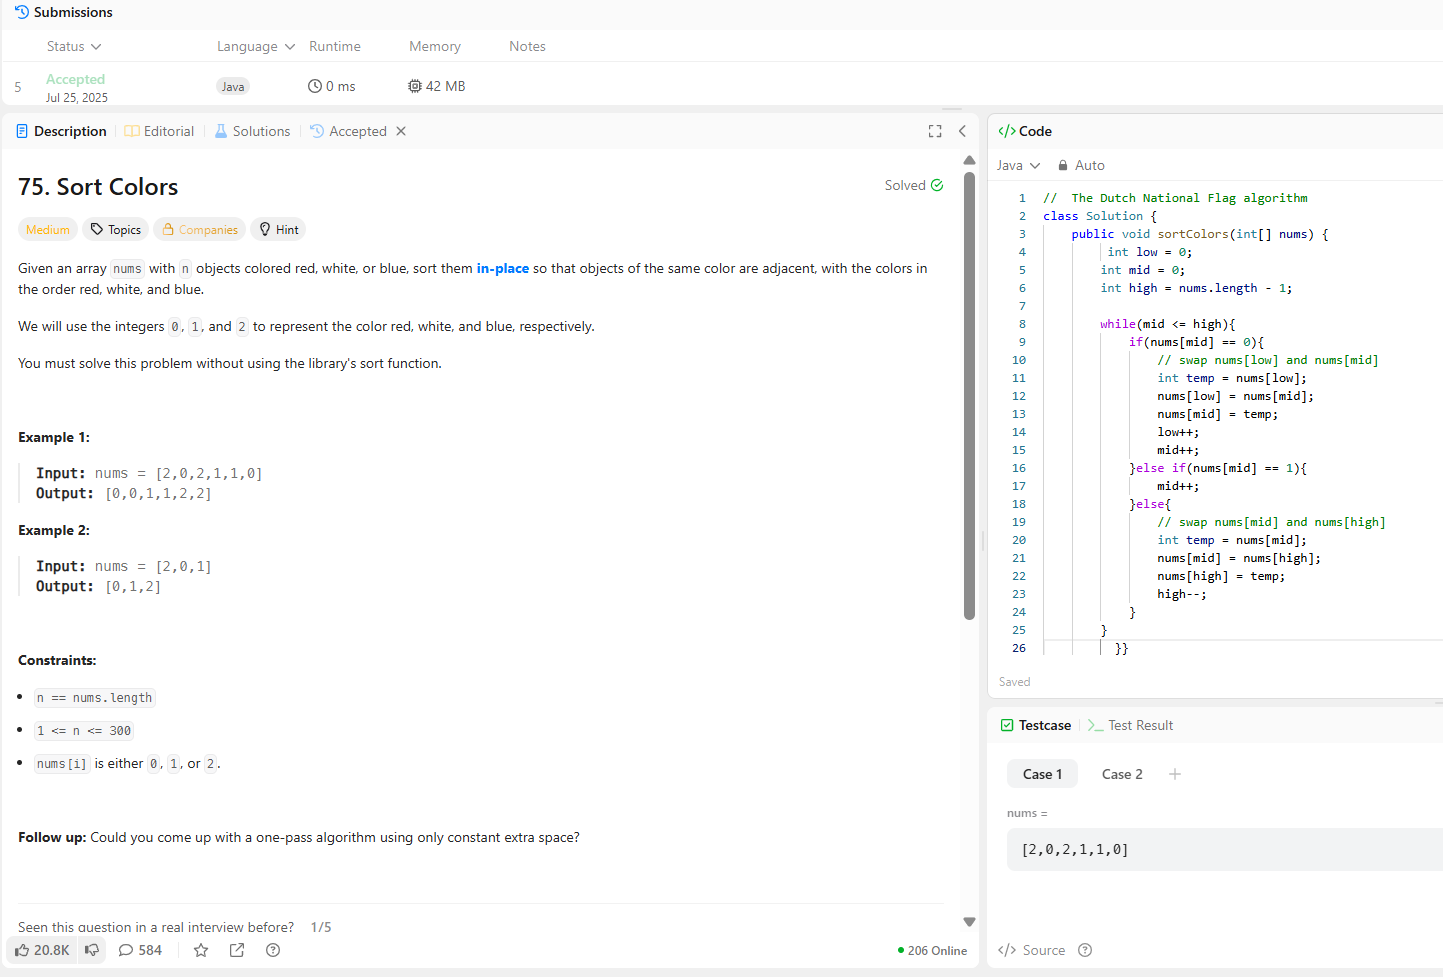 Submissions
Status Language Runtime Memory Notes
5 Accepted Java 0 ms 42 MB
Jul 25, 2025
Description Editorial Solutions Accepted
75. Sort Colors
Solved
Medium Topics Companies Hint
Given an array nums with n objects colored red, white, or blue, sort them in-place so that objects of the same color are adjacent, with the colors in
the order red, white, and blue.
We will use the integers 0, 1, and 2 to represent the color red, white, and blue, respectively.
You must solve this problem without using the library's sort function.
Example 1:
Input: nums = [2,0,2,1,1,0]
Output: [0,0,1,1,2,2]
Example 2:
Input: nums = [2,0,1]
Output: [0,1,2]
Constraints:
n == nums.length
1 <= n <= 300
nums[i] is either 0, 1, or 2.
Follow up: Could you come up with a one-pass algorithm using only constant extra space?
Seen this question in a real interview before? 1/5
20.8K 584 206 Online
Code
Java Auto
1 // The Dutch National Flag algorithm
2 class Solution {
3 public void sortColors(int[] nums) {
4 int low = 0;
5 int mid = 0;
6 int high = nums.length - 1;
7
8 while(mid <= high){
9 if(nums[mid] == 0){
10 // swap nums[low] and nums[mid]
11 int temp = nums[low];
12 nums[low] = nums[mid];
13 nums[mid] = temp;
14 low++;
15 mid++;
16 }else if(nums[mid] == 1){
17 mid++;
18 }else{
19 // swap nums[mid] and nums[high]
20 int temp = nums[mid];
21 nums[mid] = nums[high];
22 nums[high] = temp;
23 high--;
24 }
25 }
26 }}
Saved
Testcase Test Result
Case 1 Case 2
nums =
[2,0,2,1,1,0]
Source